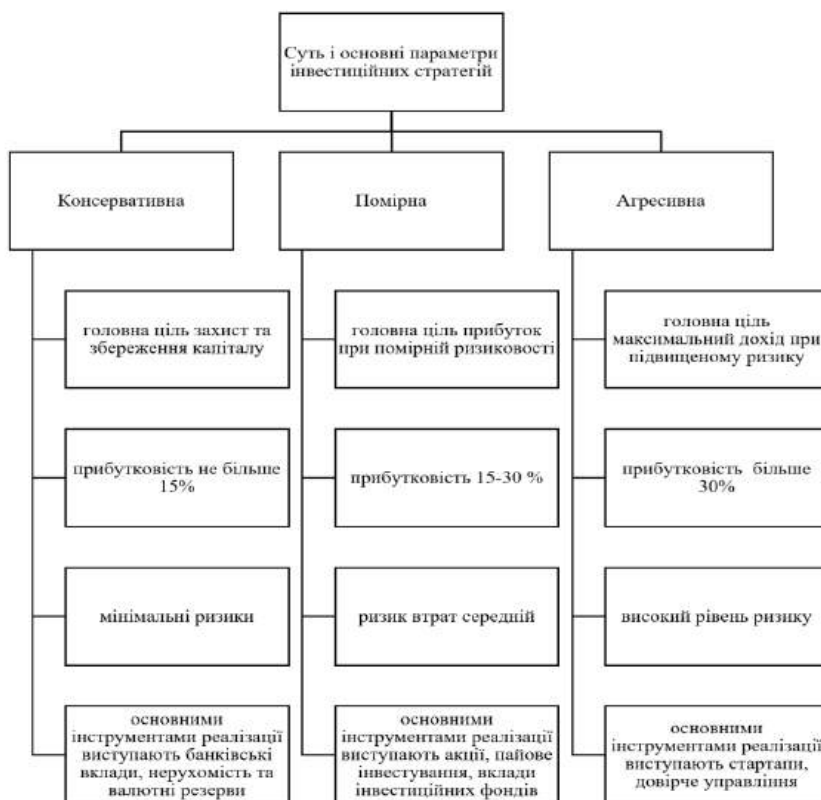 Суть і основні параметри
інвестиційних стратегій
Консервативна
Помірна
Агресивна
головна ціль захист та
збереження капіталу
головна ціль прибуток
при помірній ризиковості
головна ціль
максимальний дохід при
підвищеному ризику
прибутковість не більше
15%
прибутковість 15-30 %
прибутковість більше
30%
мінімальні ризики
ризик втрат середній
високий рівень ризику
основними
інструментами реалізації
виступають банківські
вклади, нерухомість та
валютні резерви
основними
інструментами реалізації
виступають акції, пайове
інвестування, вклади
інвестиційних фондів
основними
інструментами реалізації
виступають стартапи,
довірче управління